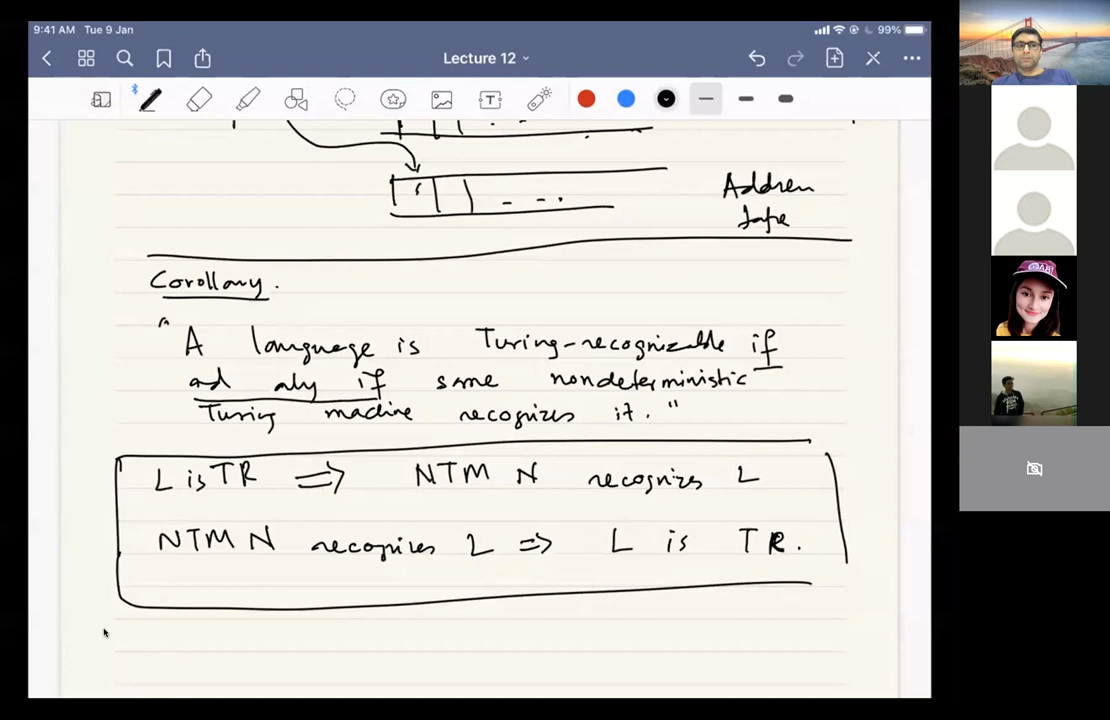 9:41 AM Tue 9 Jan
99%
Lecture 12
T
Address
Tape
Corollary.
"A language is Turing-recognizable if
and only if some nondeterministic
Turing machine recognizes it."
L is TR ⇒ NTM N recognizes L
NTM N recognizes L ⇒ L is TR.